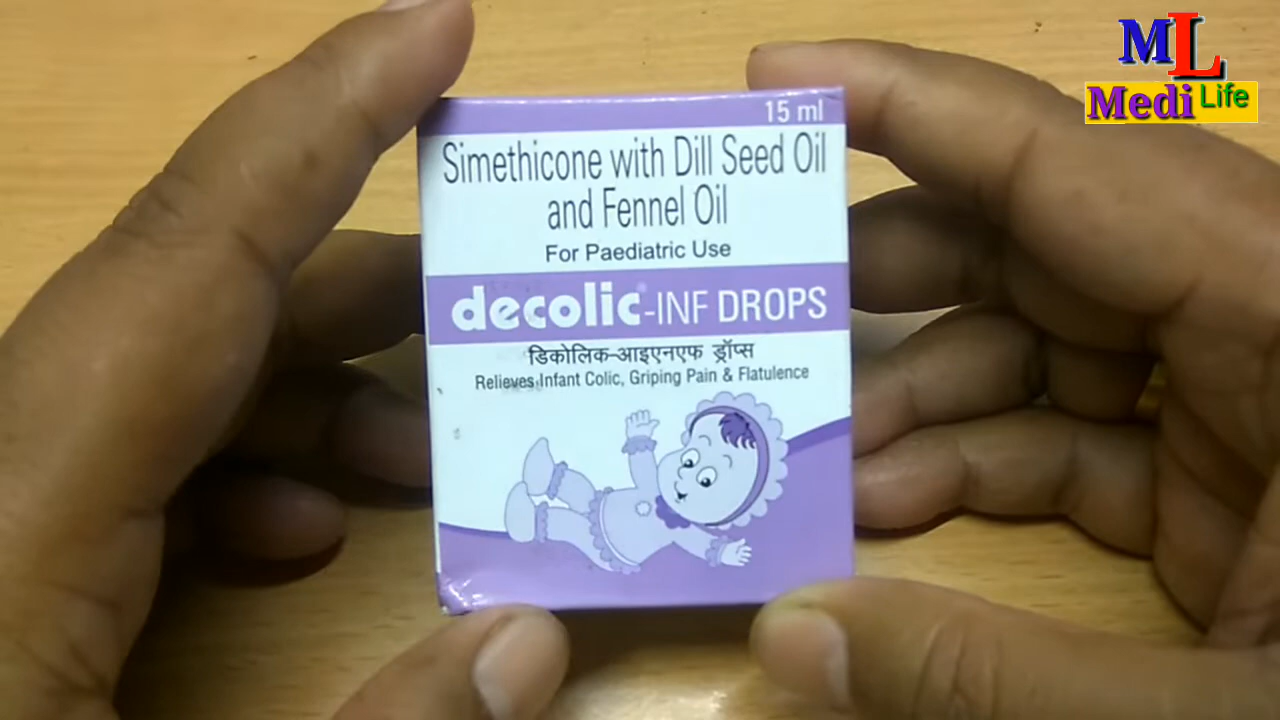 ML
Medi Life
15 ml
Simethicone with Dill Seed Oil
and Fennel Oil
For Paediatric Use
decolic®-INF DROPS
डिकोलिक-आइएनएफ ड्रॉप्स
Relieves Infant Colic, Griping Pain & Flatulence